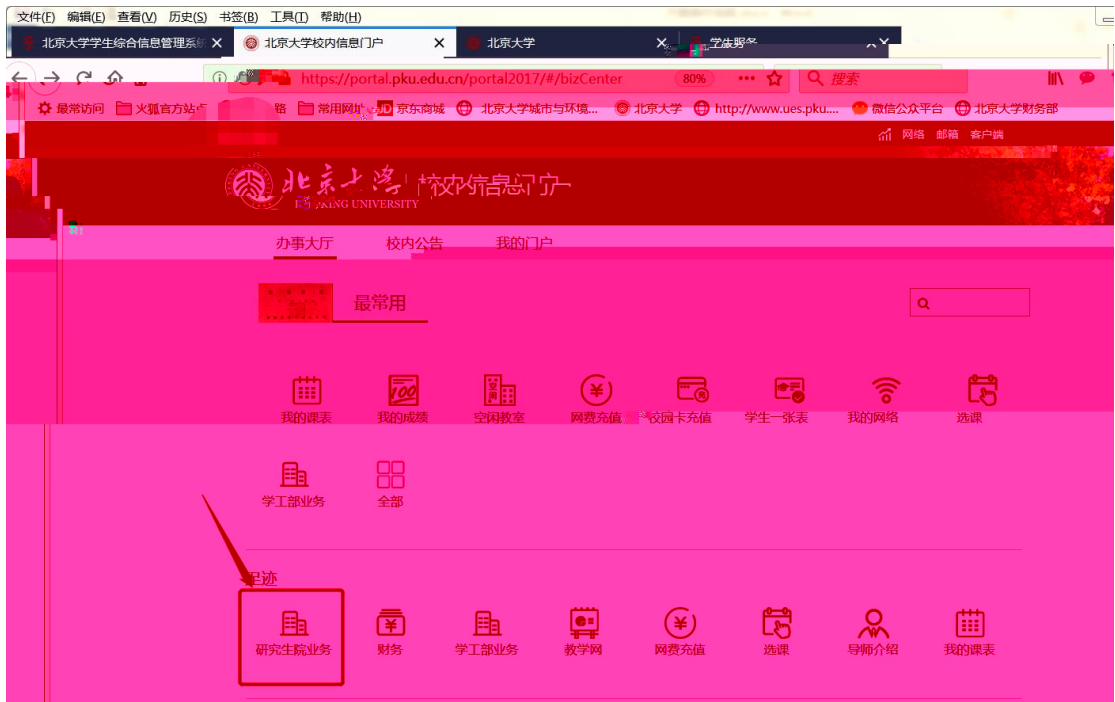 文件(F) 编辑(E) 查看(V) 历史(S) 书签(B) 工具(T) 帮助(H)
北京大学学生综合信息管理系统 北京大学校内信息门户 北京大学
https://portal.pku.edu.cn/portal2017/#/bizCenter 80% 搜索
最常访问 火狐官方站点 常用网址 JD 京东商城 北京大学城市与环境... 北京大学 http://www.ues.pku.... 微信公众平台 北京大学财务部
网络 邮箱 客户端
北京大学 校内信息门户
PEKING UNIVERSITY
办事大厅 校内公告 我的门户
最常用
我的课表 我的成绩 空闲教室 网费充值 校园卡充值 学生一张表 我的网络 选课
学工部业务 全部
足迹
研究生院业务 财务 学工部业务 教学网 网费充值 选课 导师介绍 我的课表